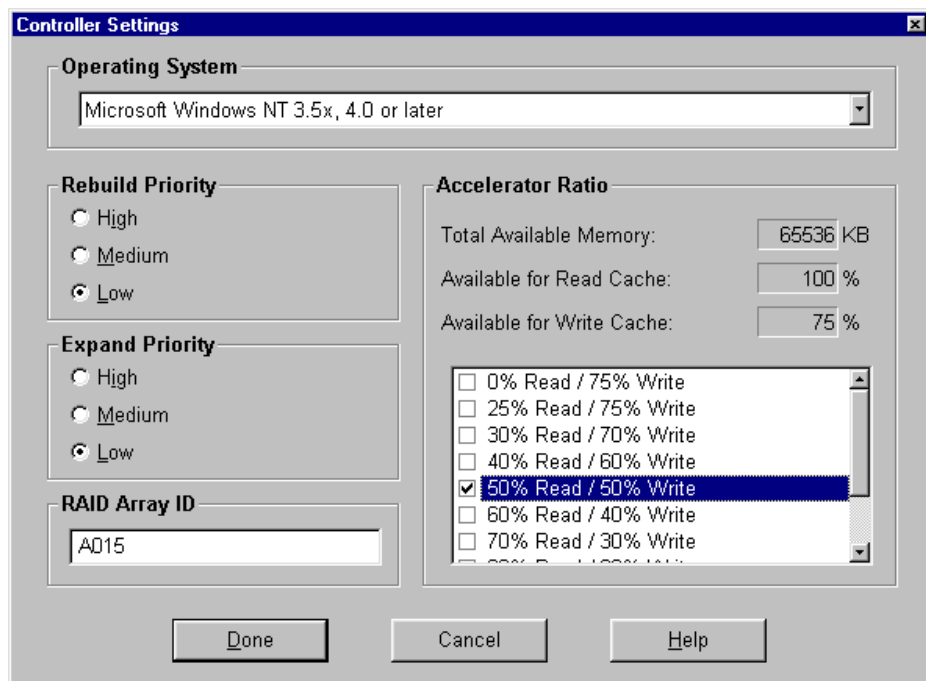 Controller Settings
Operating System
Microsoft Windows NT 3.5x, 4.0 or later
Rebuild Priority
High
Medium
Low
Expand Priority
High
Medium
Low
RAID Array ID
A015
Accelerator Ratio
Total Available Memory: 65536 KB
Available for Read Cache: 100 %
Available for Write Cache: 75 %
0% Read / 75% Write
25% Read / 75% Write
30% Read / 70% Write
40% Read / 60% Write
50% Read / 50% Write
60% Read / 40% Write
70% Read / 30% Write
Done Cancel Help